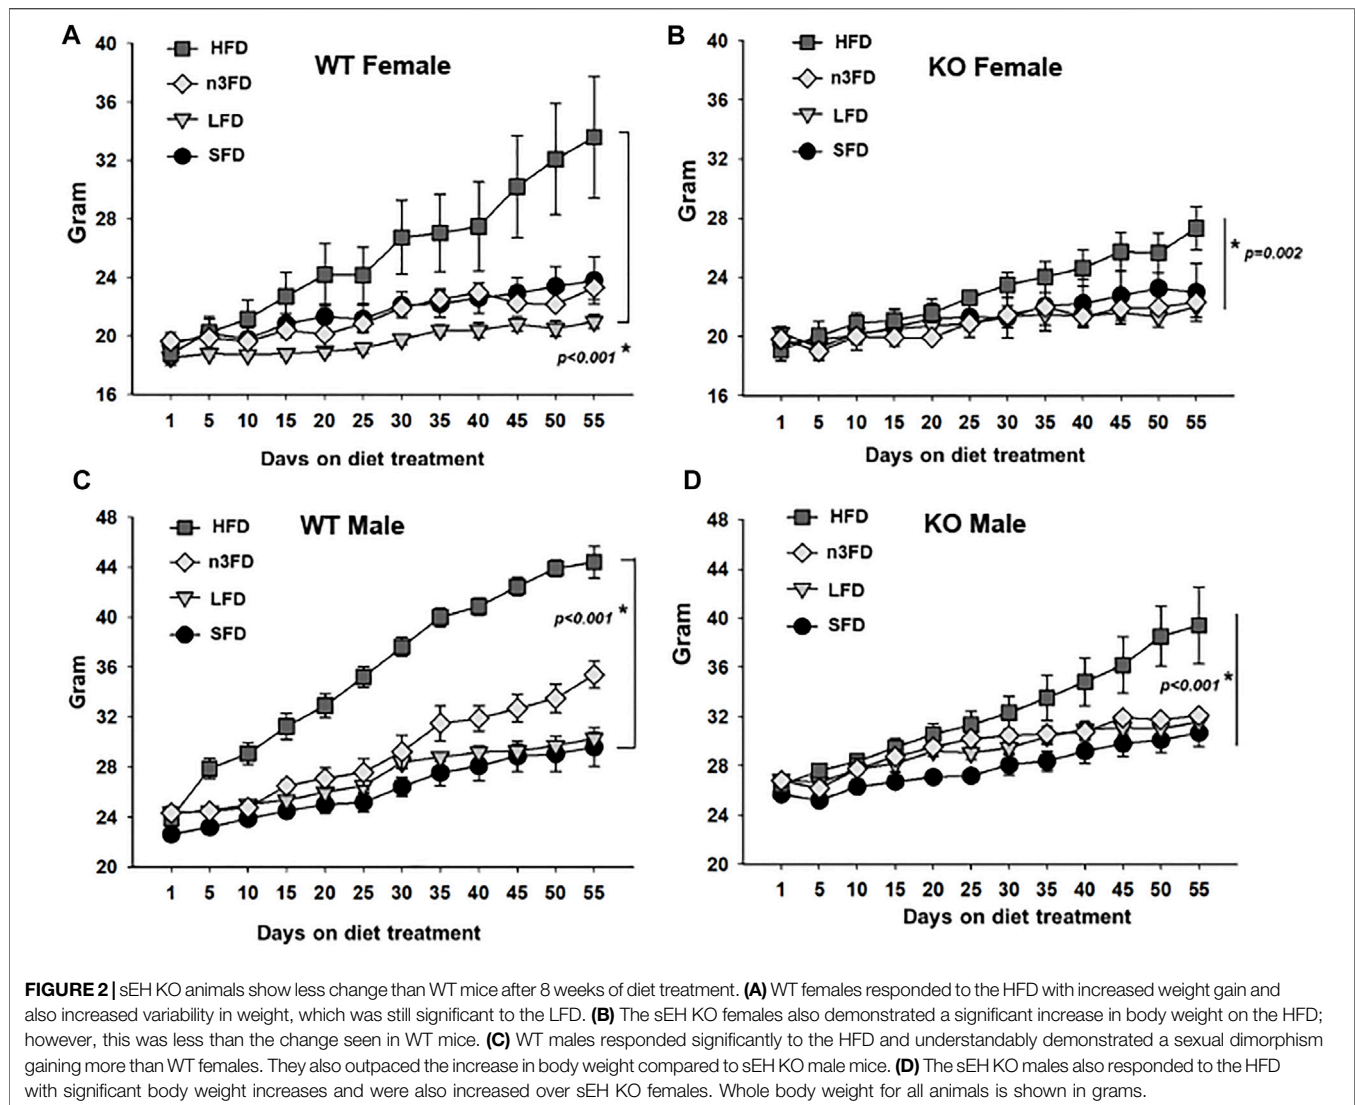 A
WT Female
HFD
n3FD
LFD
SFD
Gram
40
36
32
28
24
20
16
p<0.001 *
1 5 10 15 20 25 30 35 40 45 50 55
Days on diet treatment
B
KO Female
HFD
n3FD
LFD
SFD
Gram
40
36
32
28
24
20
16
* p=0.002
1 5 10 15 20 25 30 35 40 45 50 55
Days on diet treatment
C
WT Male
HFD
n3FD
LFD
SFD
Gram
48
44
40
36
32
28
24
20
p<0.001 *
1 5 10 15 20 25 30 35 40 45 50 55
Days on diet treatment
D
KO Male
HFD
n3FD
LFD
SFD
Gram
48
44
40
36
32
28
24
20
p<0.001 *
1 5 10 15 20 25 30 35 40 45 50 55
Days on diet treatment
FIGURE 2 | sEH KO animals show less change than WT mice after 8 weeks of diet treatment. (A) WT females responded to the HFD with increased weight gain and
also increased variability in weight, which was still significant to the LFD. (B) The sEH KO females also demonstrated a significant increase in body weight on the HFD;
however, this was less than the change seen in WT mice. (C) WT males responded significantly to the HFD and understandably demonstrated a sexual dimorphism
gaining more than WT females. They also outpaced the increase in body weight compared to sEH KO male mice. (D) The sEH KO males also responded to the HFD
with significant body weight increases and were also increased over sEH KO females. Whole body weight for all animals is shown in grams.